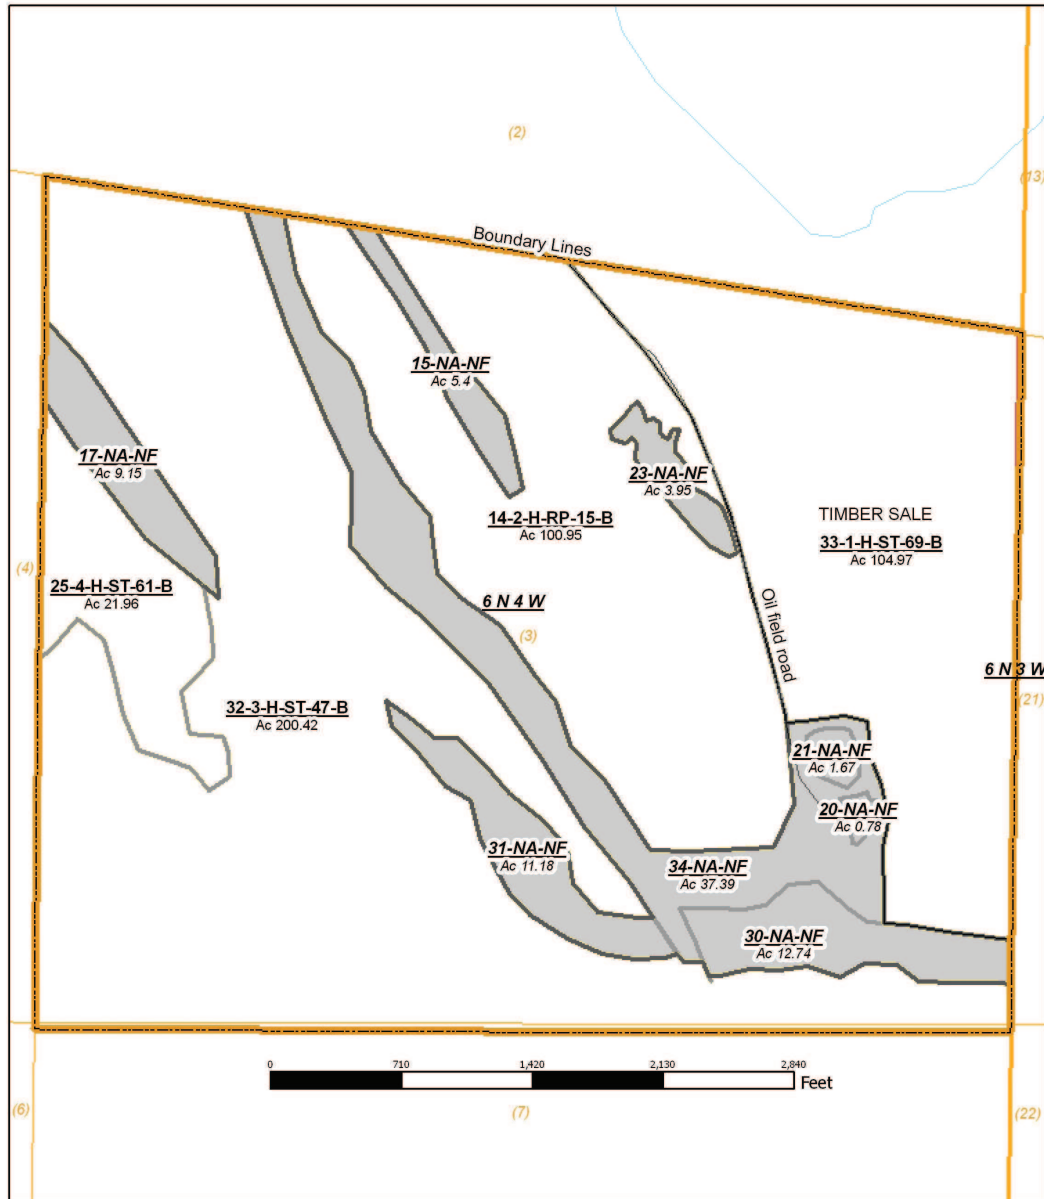 (2)
(13)
Boundary Lines
15-NA-NF
Ac 5.4
17-NA-NF
Ac 9.15
23-NA-NF
Ac 3.95
14-2-H-RP-15-B
Ac 100.95
TIMBER SALE
33-1-H-ST-69-B
Ac 104.97
(4)
25-4-H-ST-61-B
Ac 21.96
6 N 4 W
(3)
Oil field road
6 N 3 W
(21)
32-3-H-ST-47-B
Ac 200.42
21-NA-NF
Ac 1.67
20-NA-NF
Ac 0.78
31-NA-NF
Ac 11.18
34-NA-NF
Ac 37.39
30-NA-NF
Ac 12.74
0 710 1,420 2,130 2,840
Feet
(6)
(7)
(22)